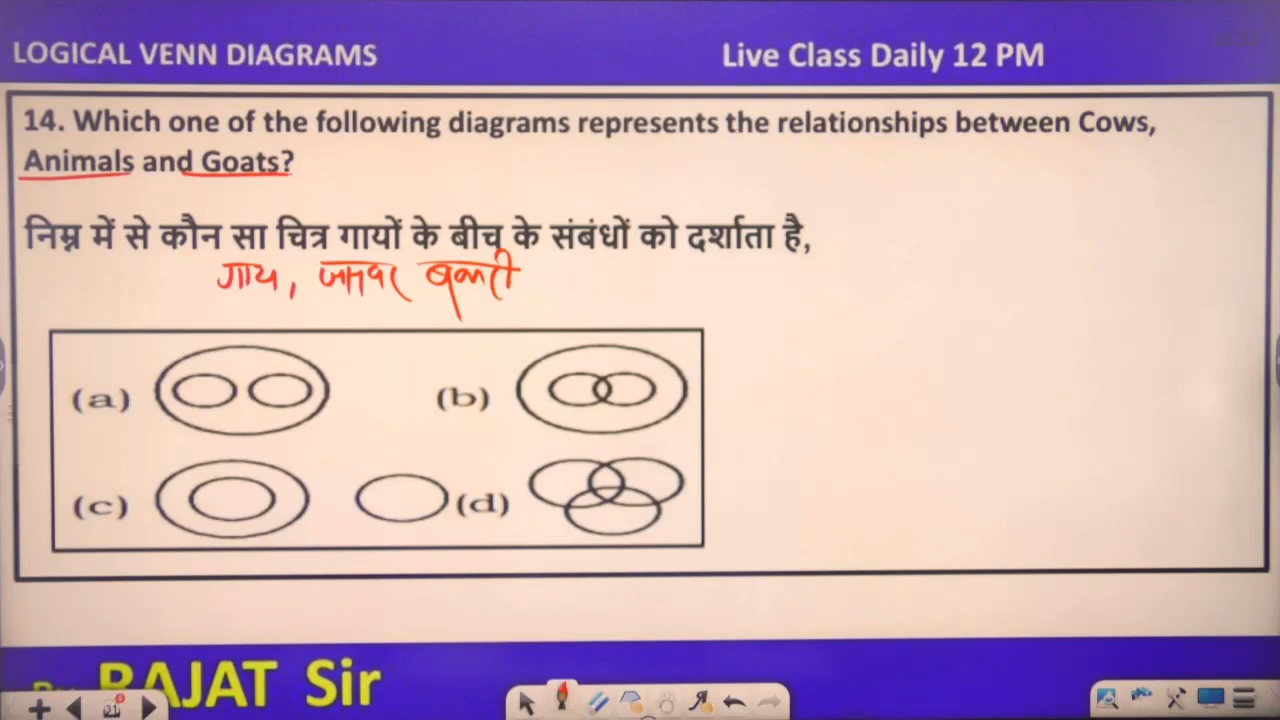 LOGICAL VENN DIAGRAMS
Live Class Daily 12 PM
14. Which one of the following diagrams represents the relationships between Cows,
Animals and Goats?
निम्न में से कौन सा चित्र गायों के बीच के संबंधों को दर्शाता है,
गाय, जानवर बकरी
(a)
(b)
(c)
(d)
RAJAT Sir
21